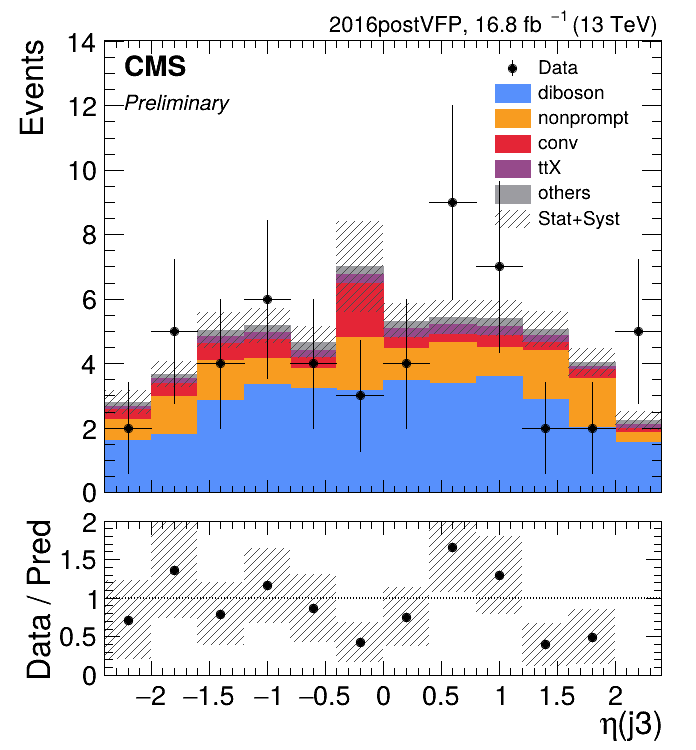 2016postVFP, 16.8 fb⁻¹ (13 TeV)
Events
14
12
10
8
6
4
2
0
CMS
Preliminary
Data
diboson
nonprompt
conv
ttX
others
Stat+Syst
Data / Pred
2
1.5
1
0.5
0
−2 −1.5 −1 −0.5 0 0.5 1 1.5 2
η(j3)